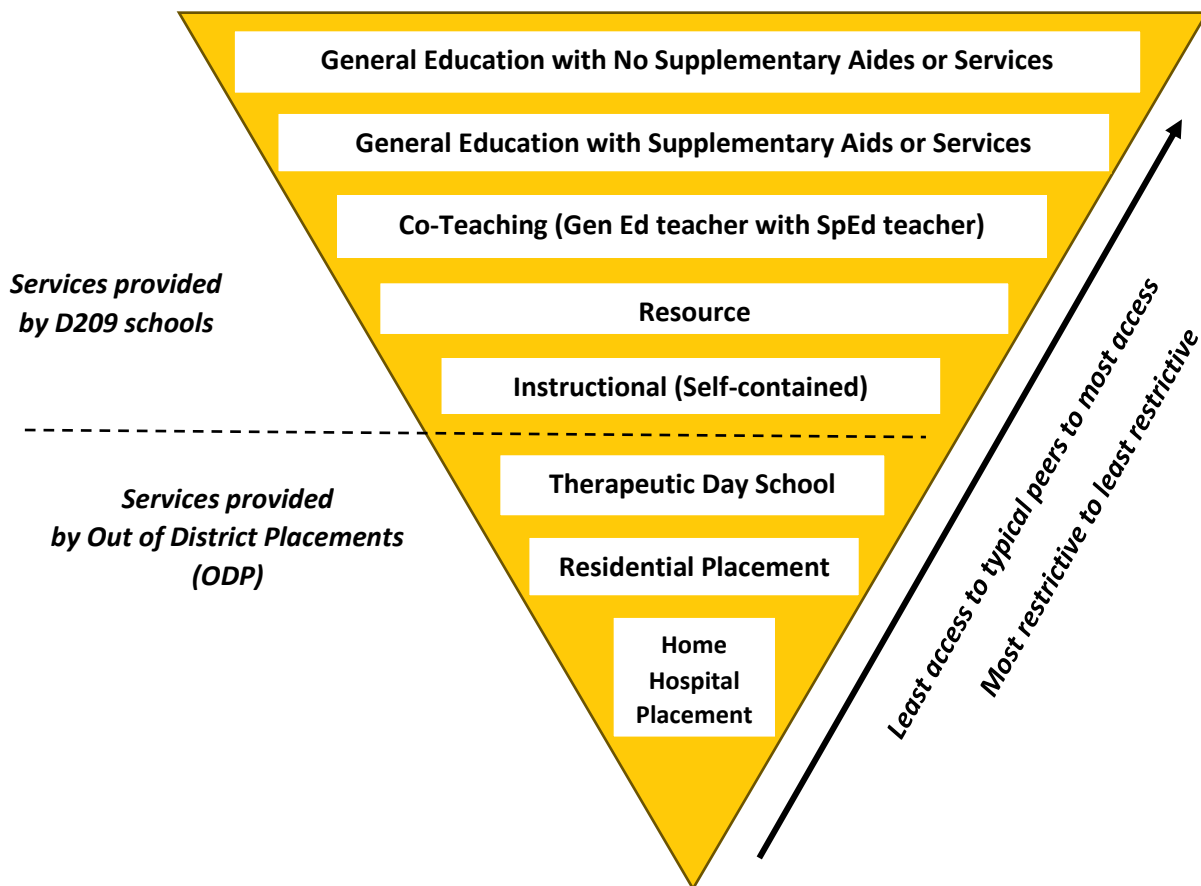 General Education with No Supplementary Aides or Services
General Education with Supplementary Aids or Services
Co-Teaching (Gen Ed teacher with SpEd teacher)
Services provided
by D209 schools
Resource
Instructional (Self-contained)
Services provided
by Out of District Placements
(ODP)
Therapeutic Day School
Residential Placement
Home
Hospital
Placement
Least access to typical peers to most access
Most restrictive to least restrictive